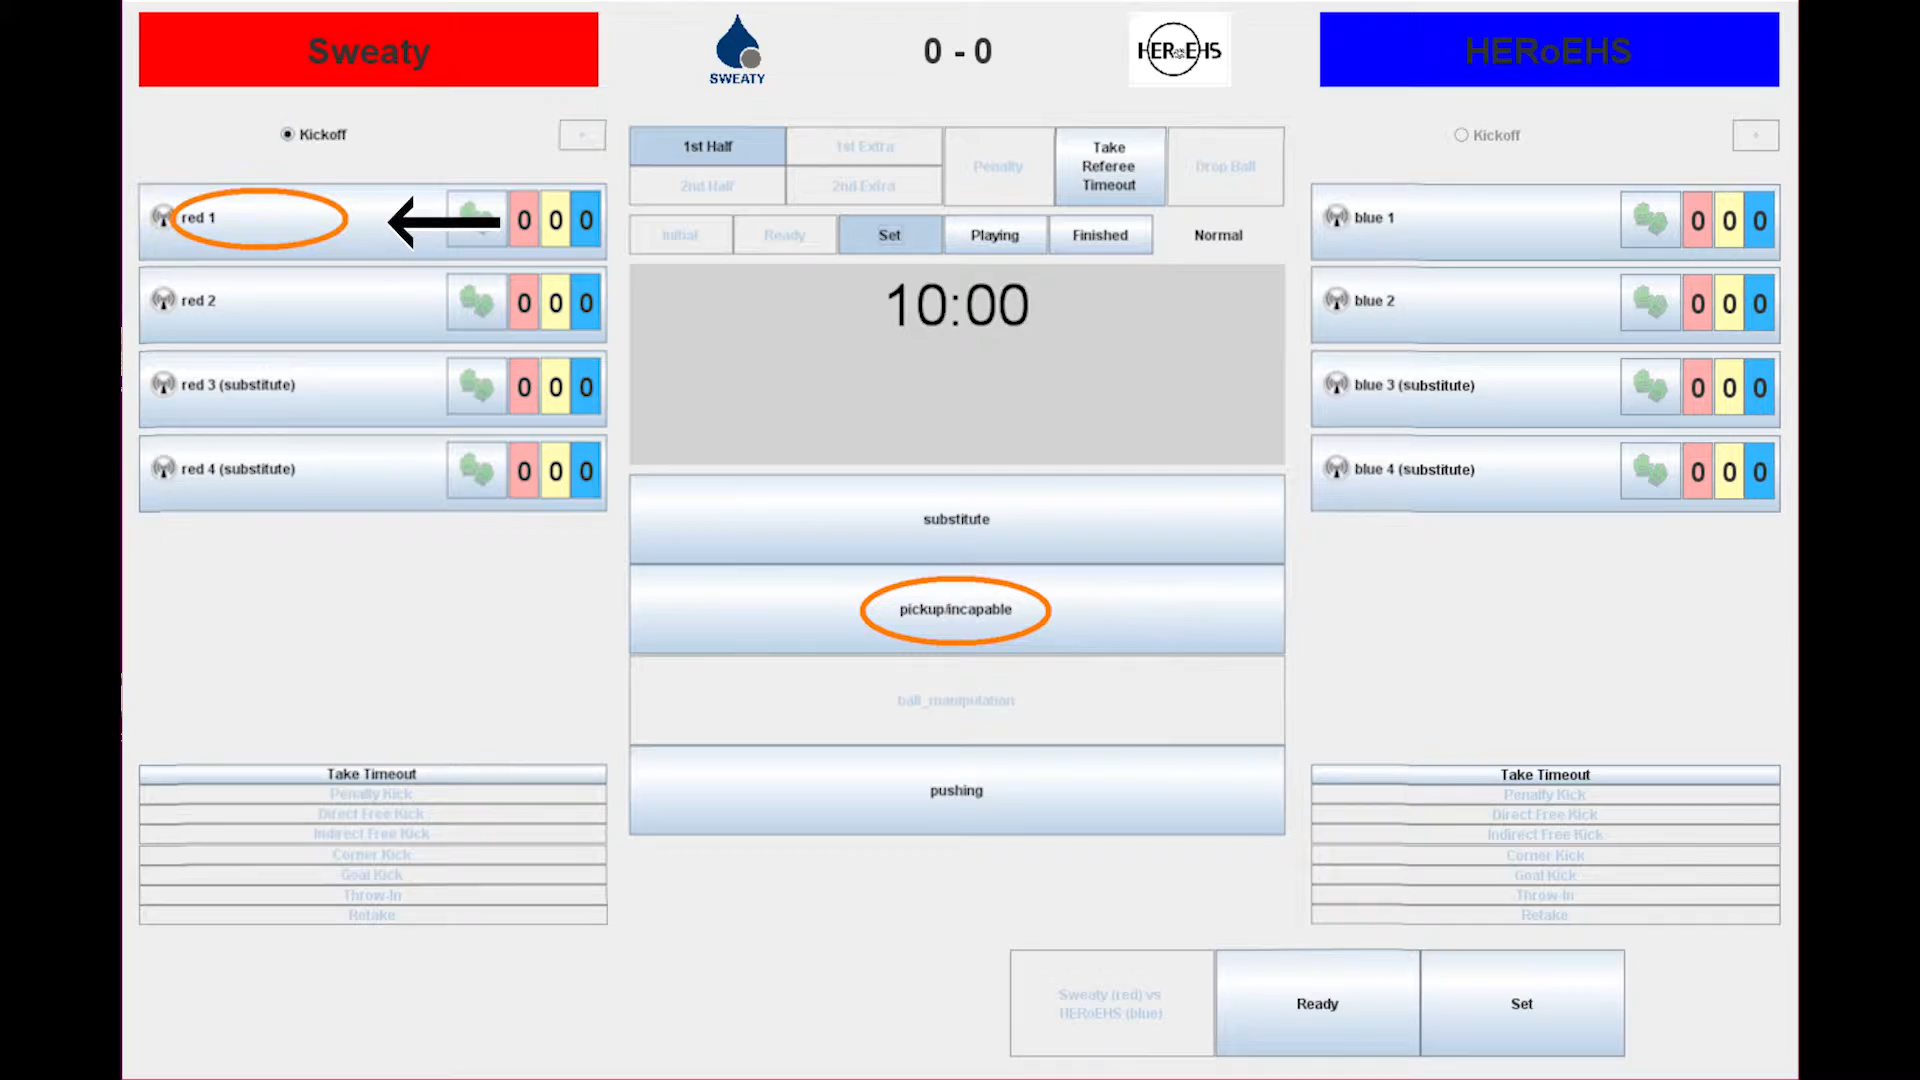 Sweaty
SWEATY
0 - 0
HERoEHS
HERoEHS
Kickoff
+
1st Half
1st Extra
2nd Half
2nd Extra
Penalty
Take
Referee
Timeout
Drop Ball
Kickoff
+
Initial
Ready
Set
Playing
Finished
Normal
red 1
0 0 0
red 2
0 0 0
red 3 (substitute)
0 0 0
red 4 (substitute)
0 0 0
10:00
blue 1
0 0 0
blue 2
0 0 0
blue 3 (substitute)
0 0 0
blue 4 (substitute)
0 0 0
substitute
pickup/incapable
ball_manipulation
pushing
Take Timeout
Penalty Kick
Direct Free Kick
Indirect Free Kick
Corner Kick
Goal Kick
Throw-In
Retake
Take Timeout
Penalty Kick
Direct Free Kick
Indirect Free Kick
Corner Kick
Goal Kick
Throw-In
Retake
Sweaty (red) vs
HERoEHS (blue)
Ready
Set